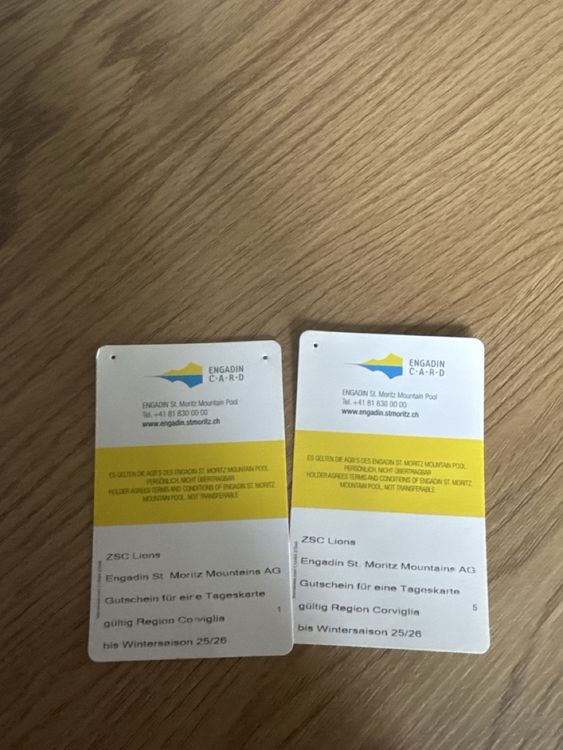 ENGADIN
C·A·R·D
ENGADIN St. Moritz Mountain Pool
Tel. +41 81 830 00 00
www.engadin.stmoritz.ch
ES GELTEN DIE AGB'S DES ENGADIN ST. MORITZ MOUNTAIN POOL.
PERSÖNLICH, NICHT ÜBERTRAGBAR
HOLDER AGREES TERMS AND CONDITIONS OF ENGADIN ST. MORITZ
MOUNTAIN POOL, NOT TRANSFERABLE
ZSC Lions
Engadin St. Moritz Mountains AG
Gutschein für eine Tageskarte
1
gültig Region Corviglia
bis Wintersaison 25/26
ENGADIN
C·A·R·D
ENGADIN St. Moritz Mountain Pool
Tel. +41 81 830 00 00
www.engadin.stmoritz.ch
ES GELTEN DIE AGB'S DES ENGADIN ST. MORITZ MOUNTAIN POOL.
PERSÖNLICH, NICHT ÜBERTRAGBAR
HOLDER AGREES TERMS AND CONDITIONS OF ENGADIN ST. MORITZ
MOUNTAIN POOL, NOT TRANSFERABLE
ZSC Lions
Engadin St. Moritz Mountains AG
Gutschein für eine Tageskarte
5
gültig Region Corviglia
bis Wintersaison 25/26